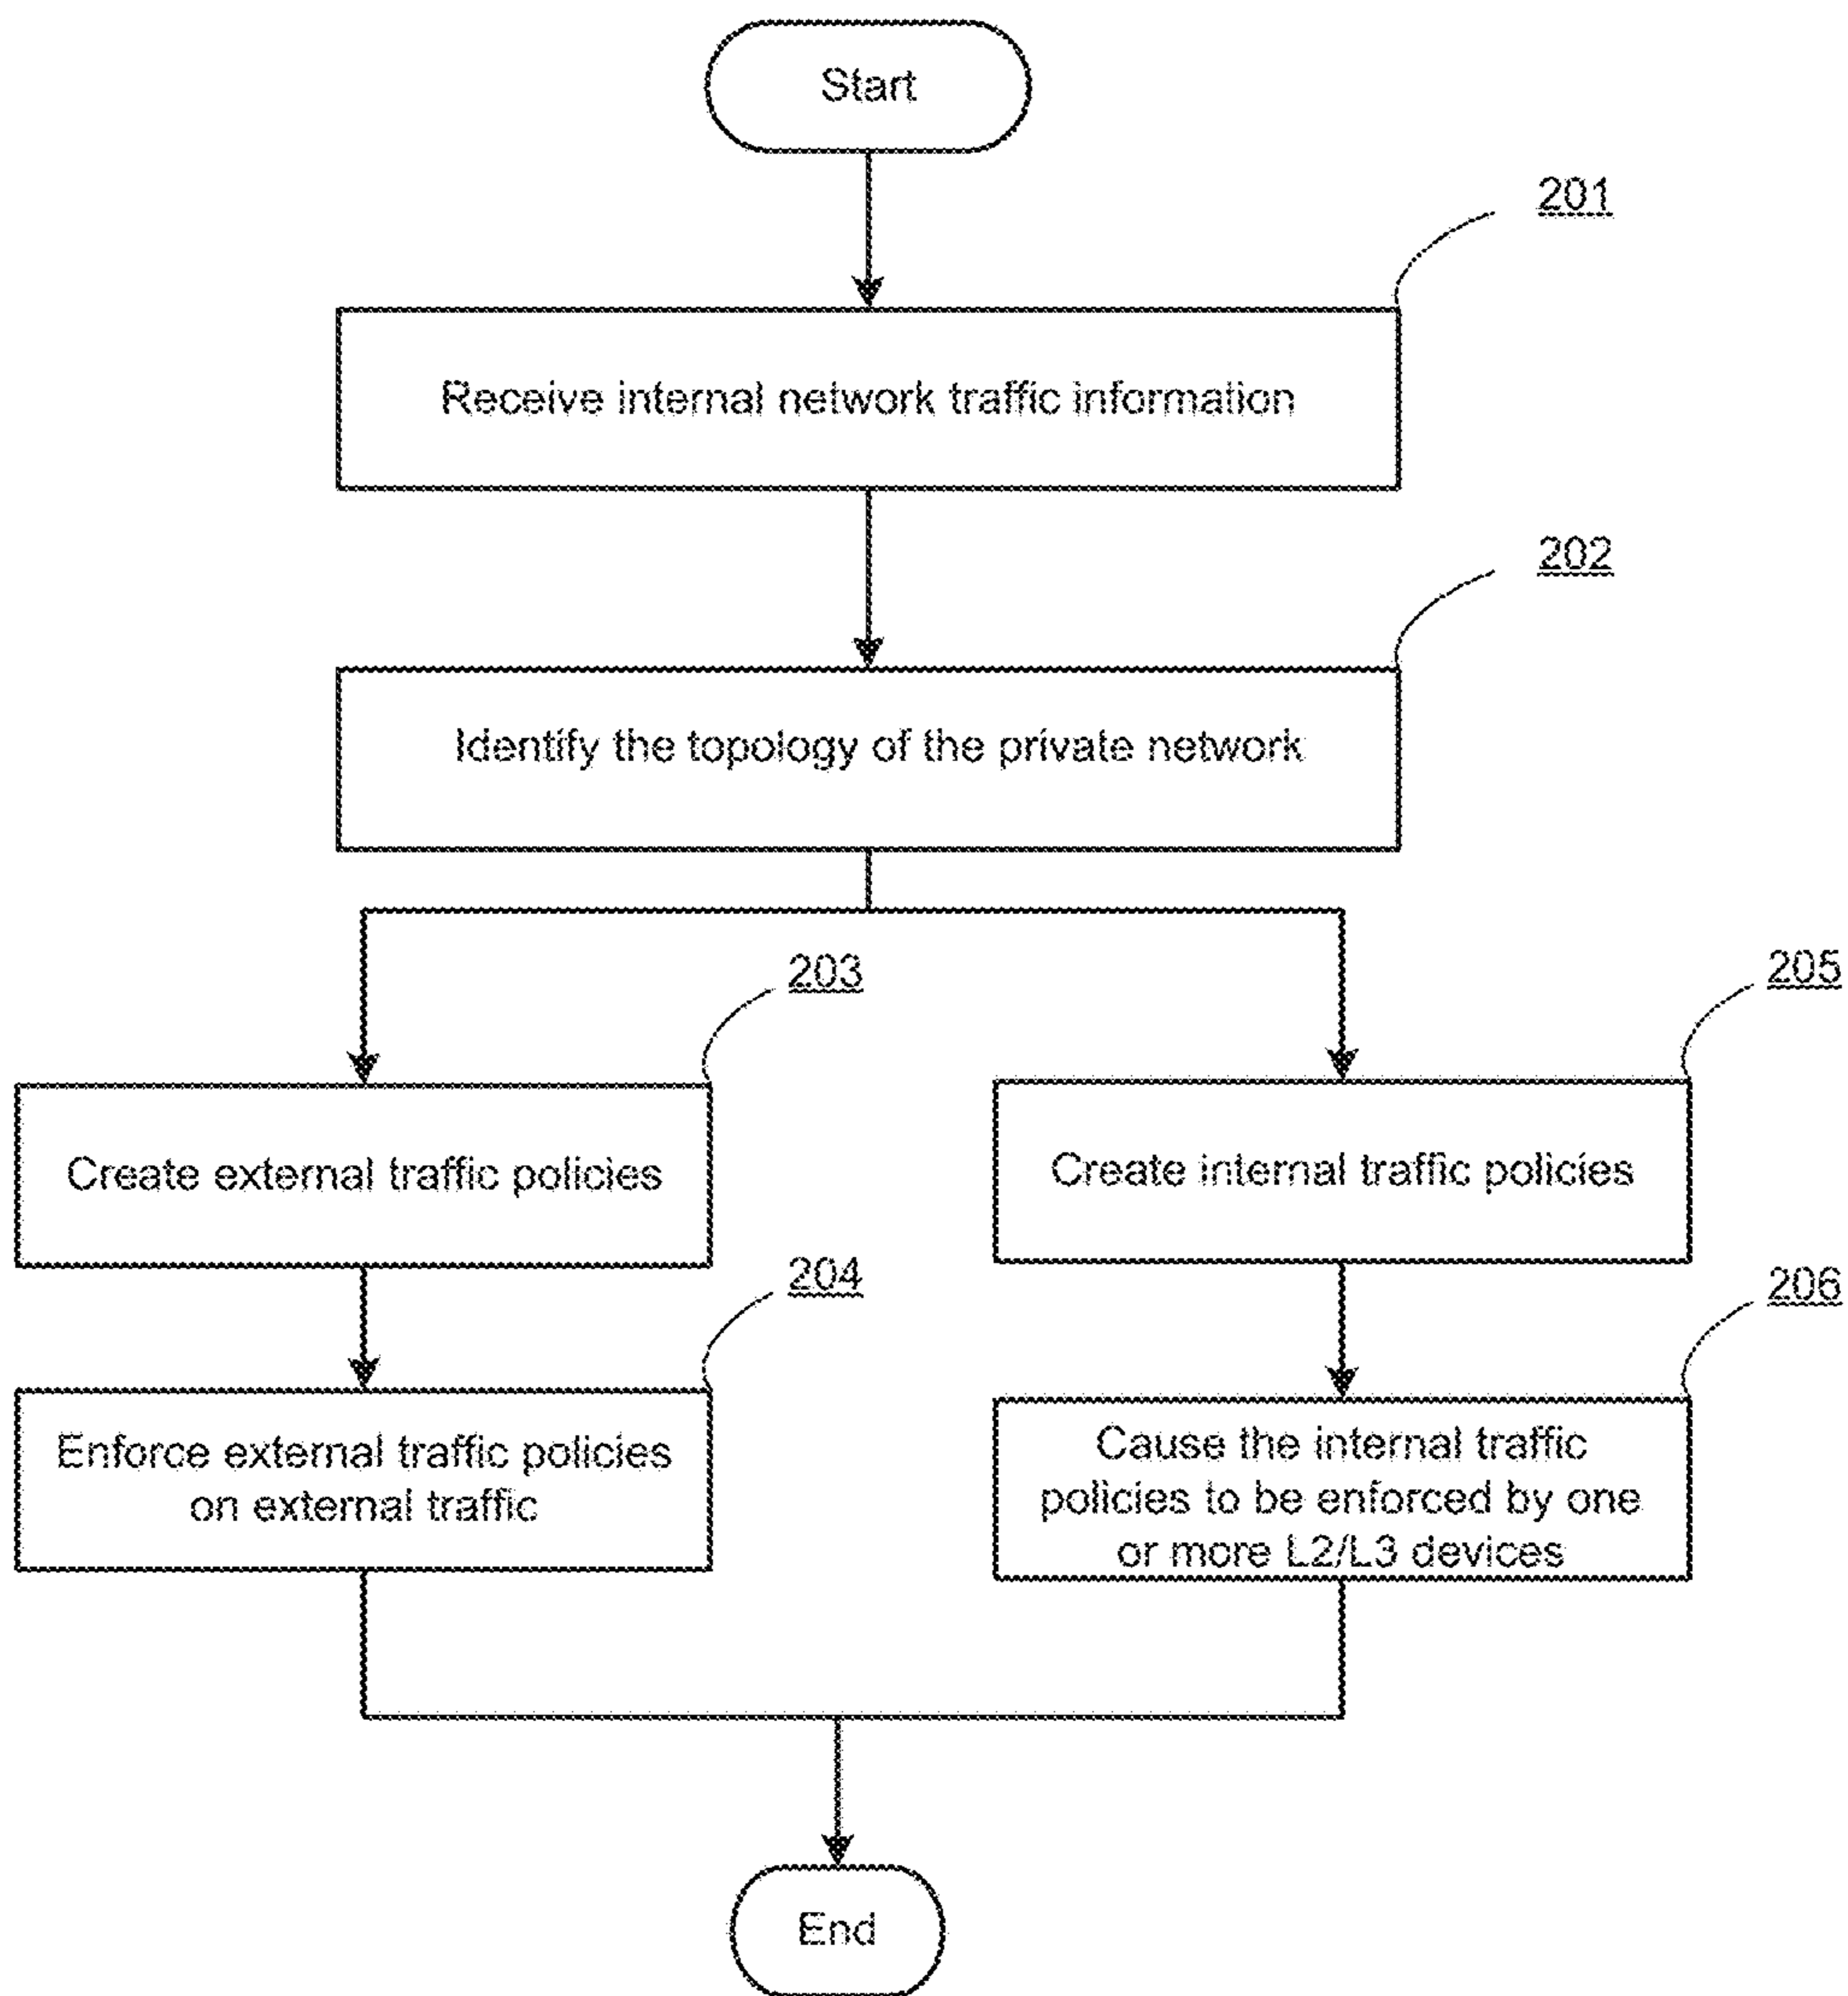 Start
201
Receive internal network traffic information
202
Identify the topology of the private network
203
205
Create external traffic policies
Create internal traffic policies
204
206
Enforce external traffic policies
on external traffic
Cause the internal traffic
policies to be enforced by one
or more L2/L3 devices
End